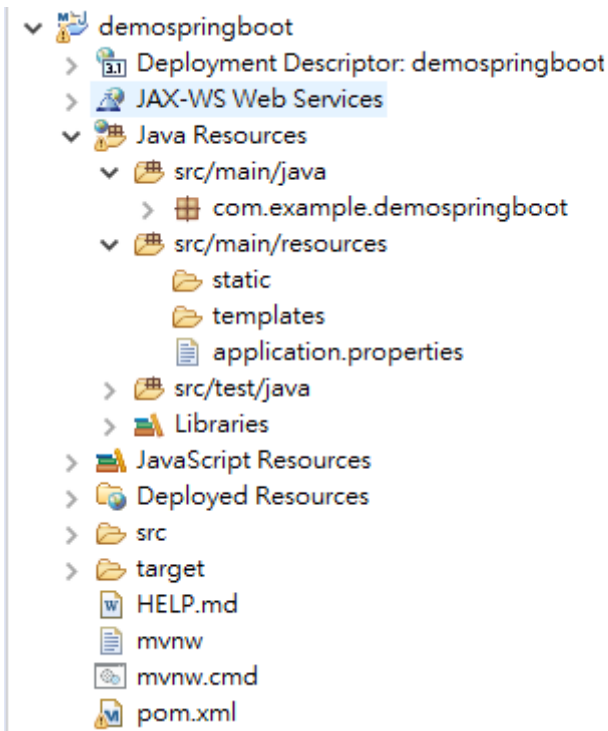 demospringboot
Deployment Descriptor: demospringboot
JAX-WS Web Services
Java Resources
src/main/java
com.example.demospringboot
src/main/resources
static
templates
application.properties
src/test/java
Libraries
JavaScript Resources
Deployed Resources
src
target
HELP.md
mvnw
mvnw.cmd
pom.xml